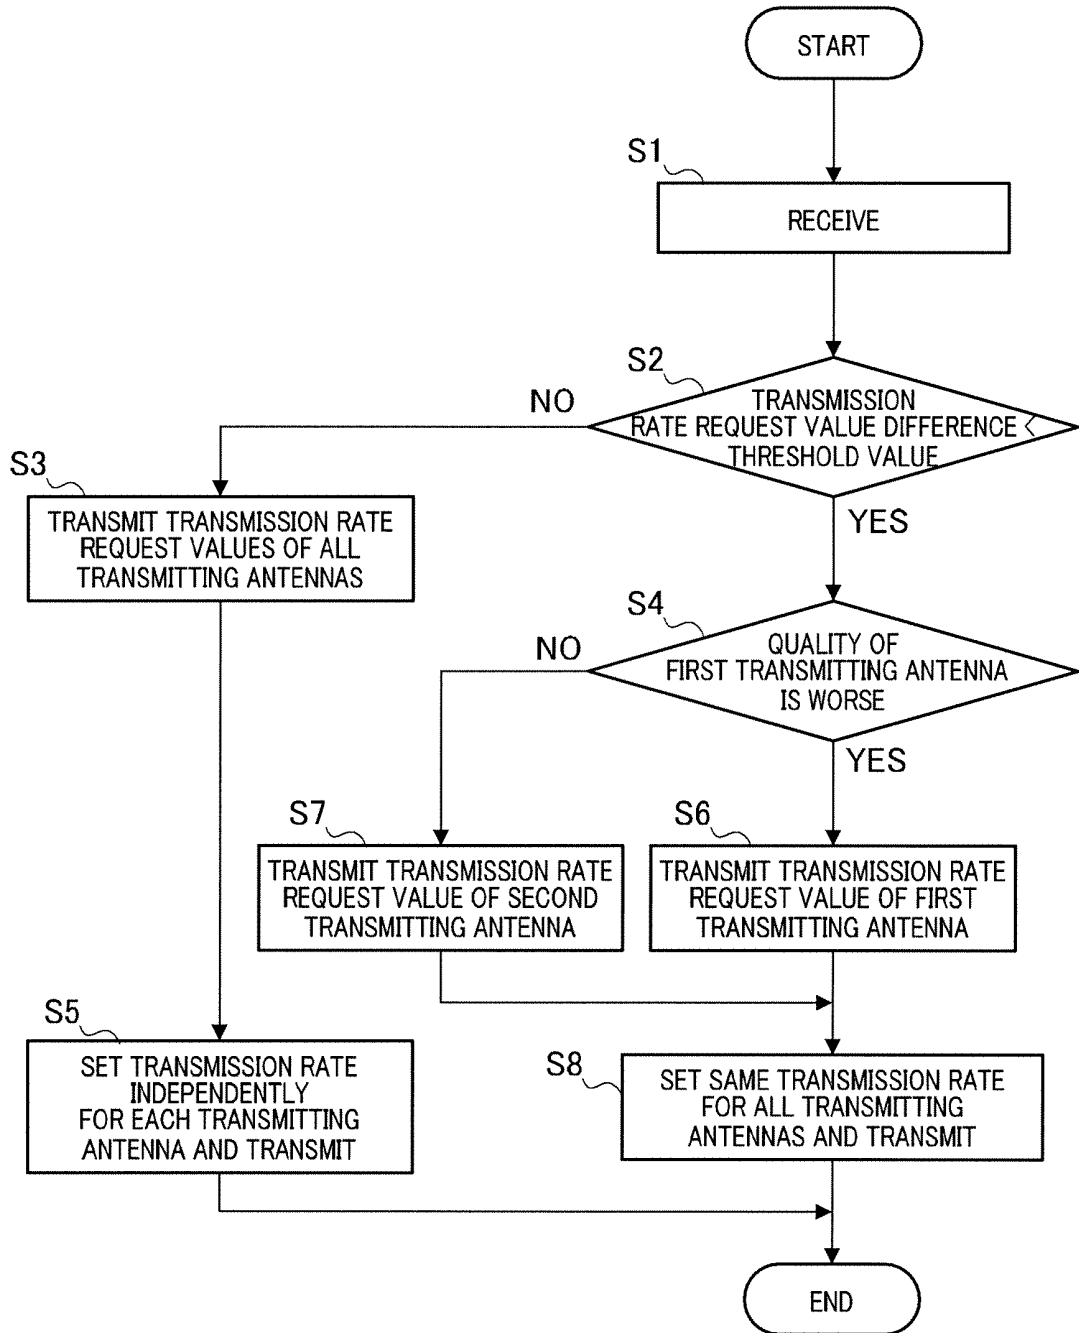 START
S1
RECEIVE
S2
TRANSMISSION
RATE REQUEST VALUE DIFFERENCE <
THRESHOLD VALUE
NO
YES
S3
TRANSMIT TRANSMISSION RATE
REQUEST VALUES OF ALL
TRANSMITTING ANTENNAS
S4
QUALITY OF
FIRST TRANSMITTING ANTENNA
IS WORSE
NO
YES
S7
TRANSMIT TRANSMISSION RATE
REQUEST VALUE OF SECOND
TRANSMITTING ANTENNA
S6
TRANSMIT TRANSMISSION RATE
REQUEST VALUE OF FIRST
TRANSMITTING ANTENNA
S5
SET TRANSMISSION RATE
INDEPENDENTLY
FOR EACH TRANSMITTING
ANTENNA AND TRANSMIT
S8
SET SAME TRANSMISSION RATE
FOR ALL TRANSMITTING
ANTENNAS AND TRANSMIT
END